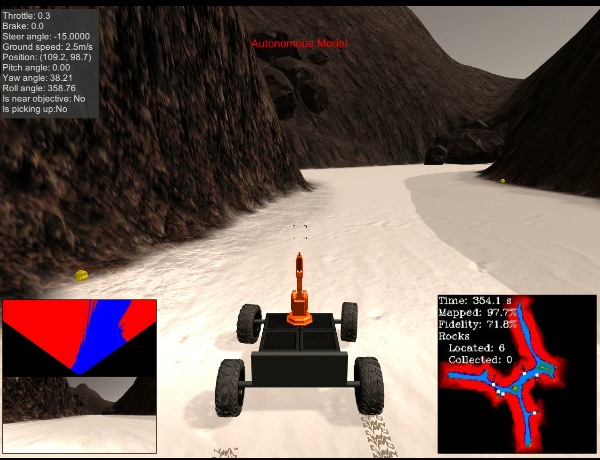 Throttle: 0.3
Brake: 0.0
Steer angle: -15.0000
Ground speed: 2.5m/s
Position: (109.2, 98.7)
Pitch angle: 0.00
Yaw angle: 38.21
Roll angle: 358.76
Is near objective: No
Is picking up:No
Autonomous Model
Time: 354.1 s
Mapped: 97.7%
Fidelity: 71.8%
Rocks
Located: 6
Collected: 0